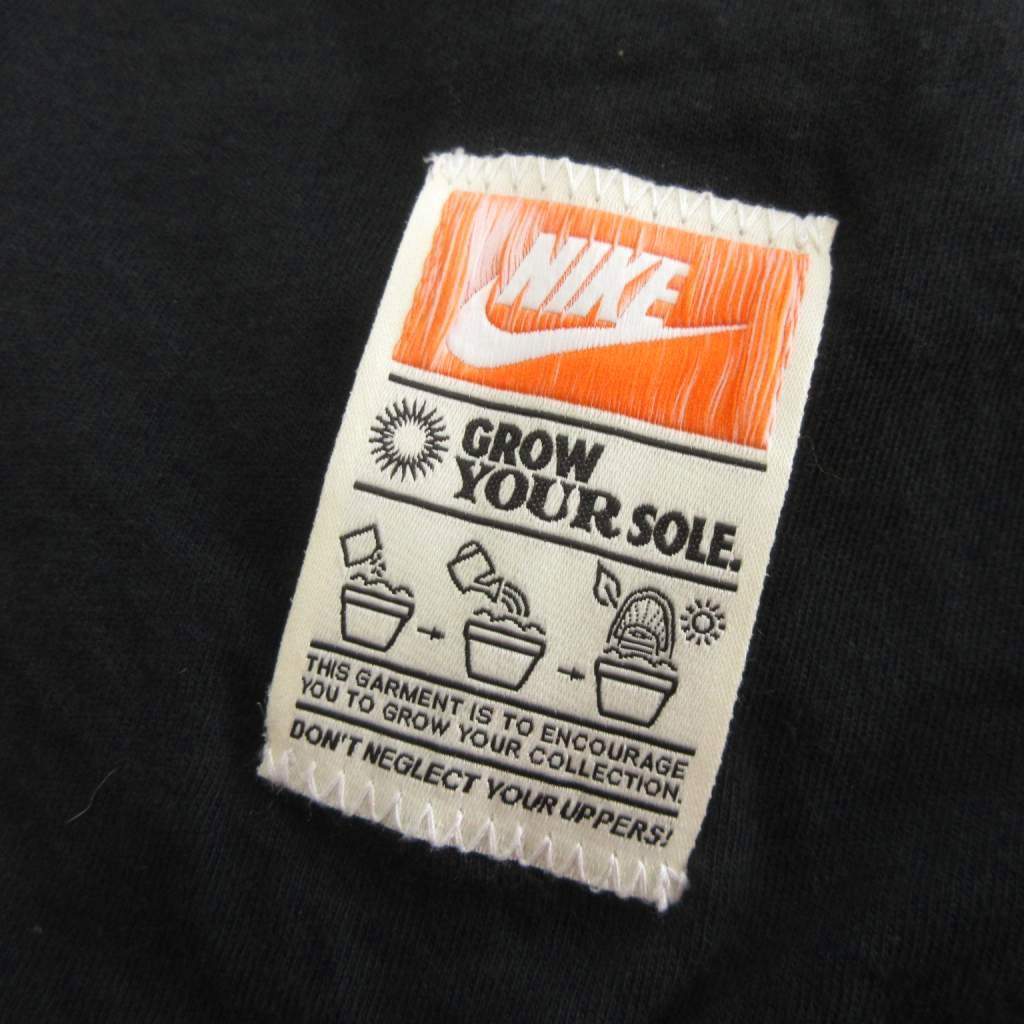 NIKE
GROW
YOUR SOLE.
THIS GARMENT IS TO ENCOURAGE
YOU TO GROW YOUR COLLECTION.
DON'T NEGLECT YOUR UPPERS!